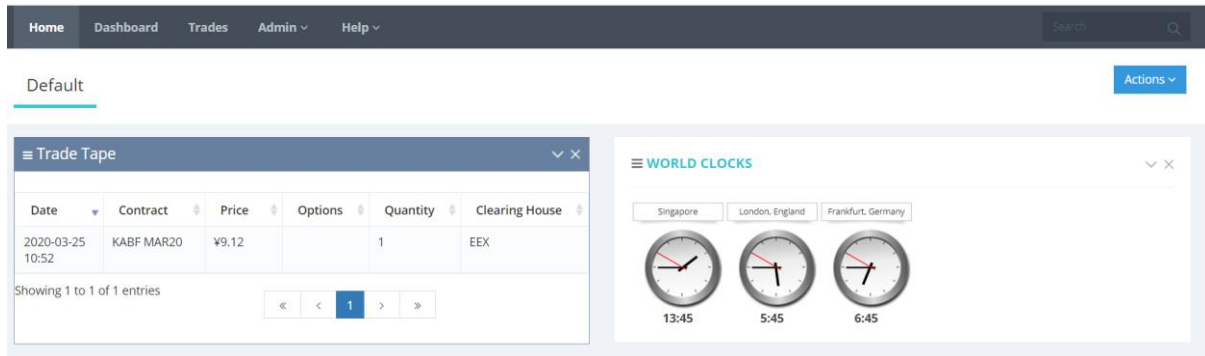 Home Dashboard Trades Admin Help Search
Default Actions
Trade Tape
Date Contract Price Options Quantity Clearing House
2020-03-25 KABF MAR20 ¥9.12 1 EEX
10:52
Showing 1 to 1 of 1 entries
« < 1 > »
WORLD CLOCKS
Singapore London, England Frankfurt, Germany
13:45 5:45 6:45